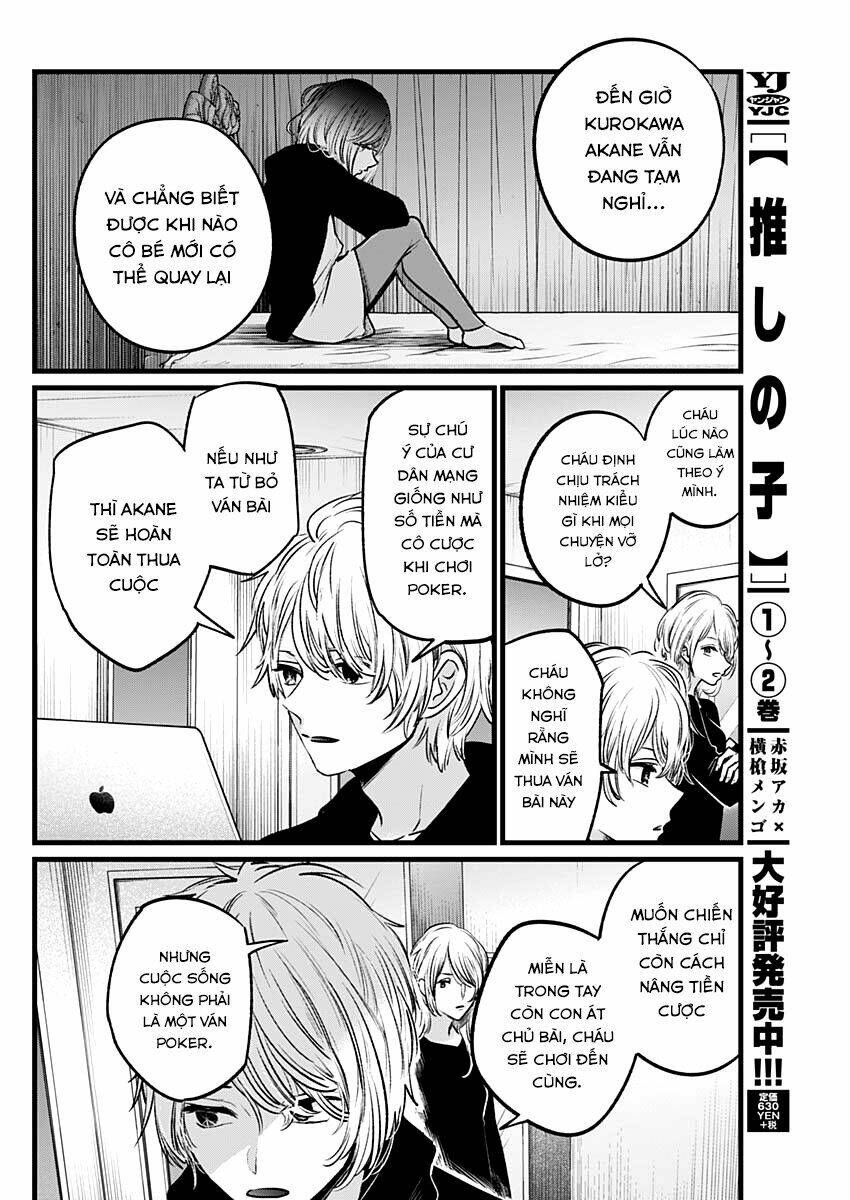 ĐẾN GIỜ
KUROKAWA
AKANE VẪN
ĐANG TẠM
NGHỈ...
VÀ CHẲNG BIẾT
ĐƯỢC KHI NÀO
CÔ BÉ MỚI CÓ
THỂ QUAY LẠI
CHÁU
LÚC NÀO
CŨNG LÀM
THEO Ý MÌNH.
CHÁU ĐỊNH
CHỊU TRÁCH
NHIỆM KIỂU
GÌ KHI MỌI
CHUYỆN VỠ
LỞ?
CHÁU
KHÔNG
NGHĨ
RẰNG
MÌNH SẼ
THUA VÁN
BÀI NÀY
SỰ CHÚ
Ý CỦA CƯ
DÂN MẠNG
GIỐNG NHƯ
SỐ TIỀN MÀ
CÔ CƯỢC
KHI CHƠI
POKER.
NẾU NHƯ
TA TỪ BỎ
VÁN BÀI
THÌ AKANE
SẼ HOÀN
TOÀN THUA
CUỘC
MUỐN CHIẾN
THẮNG CHỈ
CÒN CÁCH
NÂNG TIỀN
CƯỢC
MIỄN LÀ
TRONG TAY
CÒN CON ÁT
CHỦ BÀI, CHÁU
SẼ CHƠI ĐẾN
CÙNG.
NHƯNG
CUỘC SỐNG
KHÔNG PHẢI
LÀ MỘT VÁN
POKER.
YJ
ヤンジャン
YJC
[【推しの子】]
①～②巻
赤坂アカ×
横槍メンゴ
大好評発売中!!!
定価
630
YEN
+税